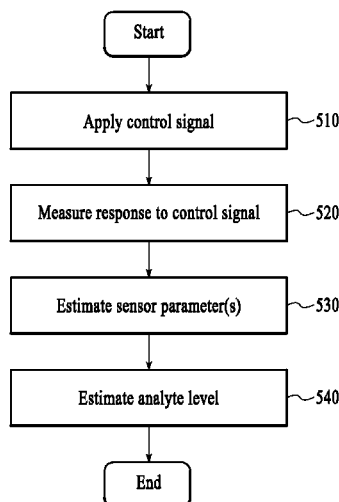 Start
Apply control signal
510
Measure response to control signal
520
Estimate sensor parameter(s)
530
Estimate analyte level
540
End